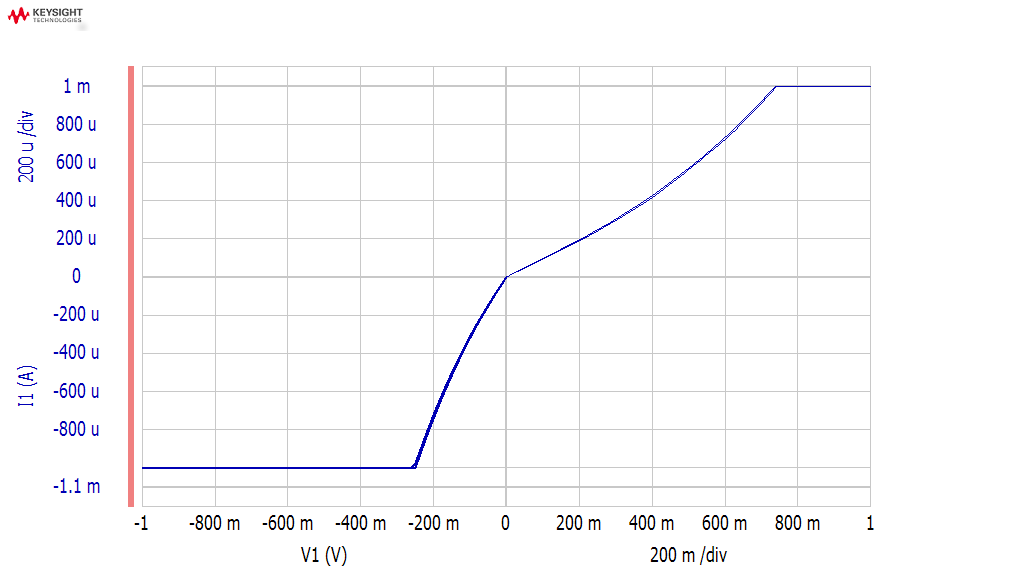 KEYSIGHT
TECHNOLOGIES
200 u /div
I1 (A)
1 m
800 u
600 u
400 u
200 u
0
-200 u
-400 u
-600 u
-800 u
-1.1 m
-1 -800 m -600 m -400 m -200 m 0 200 m 400 m 600 m 800 m 1
V1 (V) 200 m /div